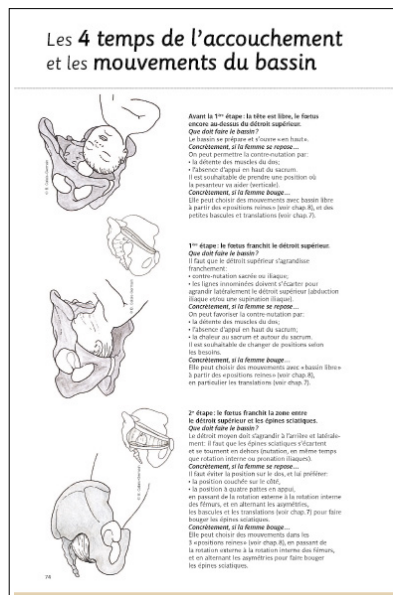 Les 4 temps de l'accouchement
et les mouvements du bassin
Avant la 1ère étape : la tête est libre, le fœtus
encore au-dessus du détroit supérieur.
Que doit faire le bassin ?
Le bassin se prépare et s'ouvre «en haut».
Concrètement, si la femme se repose...
On peut permettre la contre-nutation par:
• la détente des muscles du dos;
• l'absence d'appui en haut du sacrum.
Il est souhaitable de prendre une position où
la pesanteur va aider (verticale).
Concrètement, si la femme bouge...
Elle peut choisir des mouvements avec bassin libre
à partir des «positions reines» (voir chap. 8), et des
petites bascules et translations (voir chap. 7).
1ère étape : le fœtus franchit le détroit supérieur.
Que doit faire le bassin ?
Il faut que le détroit supérieur s'agrandisse
franchement:
• contre-nutation sacrée ou iliaque;
• les lignes innominées doivent s'écarter pour
agrandir latéralement le détroit supérieur (abduction
iliaque et/ou une supination iliaque).
Concrètement, si la femme se repose...
On peut favoriser la contre-nutation par:
• la détente des muscles du dos;
• l'absence d'appui en haut du sacrum;
• la chaleur au sacrum et autour du sacrum.
Il est souhaitable de changer de positions selon
les besoins.
Concrètement, si la femme bouge...
Elle peut choisir des mouvements avec «bassin libre»
à partir des «positions reines» (voir chap. 8),
en particulier les translations (voir chap. 7).
2e étape : le fœtus franchit la zone entre
le détroit supérieur et les épines sciatiques.
Que doit faire le bassin ?
Le détroit moyen doit s'agrandir à l'arrière et latérale-
ment: il faut que les épines sciatiques s'écartent
et se tournent en dehors (nutation, en même temps
que rotation interne ou pronation iliaques).
Concrètement, si la femme se repose...
Il faut éviter la position sur le dos, et lui préférer:
• la position couchée sur le côté,
• la position à quatre pattes en appui,
en passant de la rotation externe à la rotation interne
des fémurs, et en alternant les asymétries,
les bascules et les translations (chap. 7) pour faire
bouger les épines sciatiques.
Concrètement, si la femme bouge...
Elle peut choisir des mouvements dans les
3 «positions reines» (voir chap. 8), en passant de
la rotation externe à la rotation interne des fémurs,
et en alternant les asymétries pour faire bouger
les épines sciatiques.
74